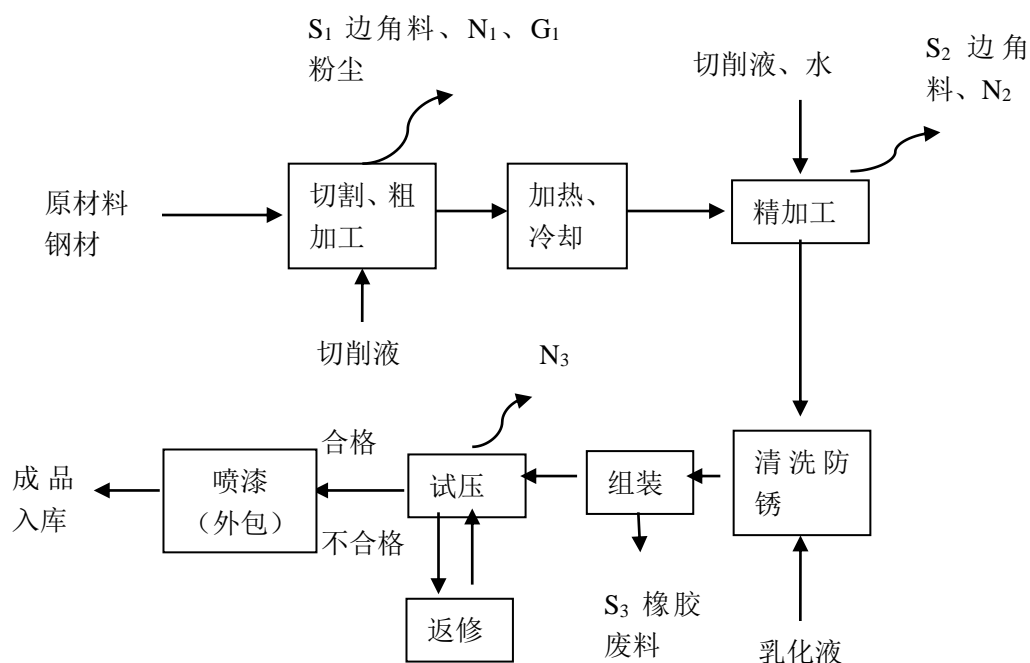 S₁ 边角料、N₁、G₁
粉尘
切削液、水
S₂ 边角
料、N₂
原材料
钢材
切割、粗
加工
加热、
冷却
精加工
切削液
N₃
成品
入库
喷漆
（外包）
合格
不合格
试压
组装
清洗防
锈
返修
S₃ 橡胶
废料
乳化液